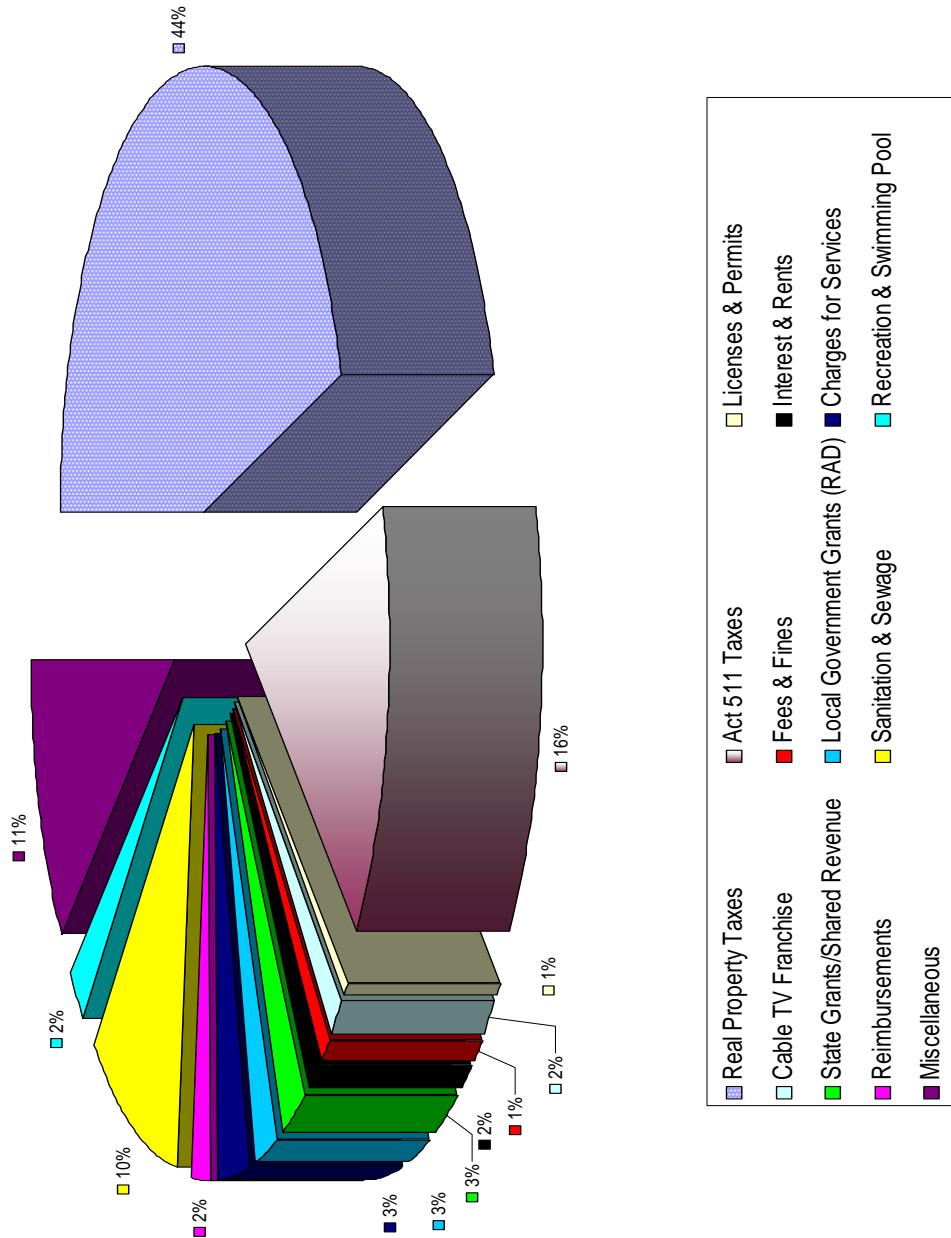 44%
11%
2%
10%
2%
3%
3%
3%
2%
1%
2%
1%
16%
Real Property Taxes
Act 511 Taxes
Licenses & Permits
Cable TV Franchise
Fees & Fines
Interest & Rents
State Grants/Shared Revenue
Local Government Grants (RAD)
Charges for Services
Reimbursements
Sanitation & Sewage
Recreation & Swimming Pool
Miscellaneous